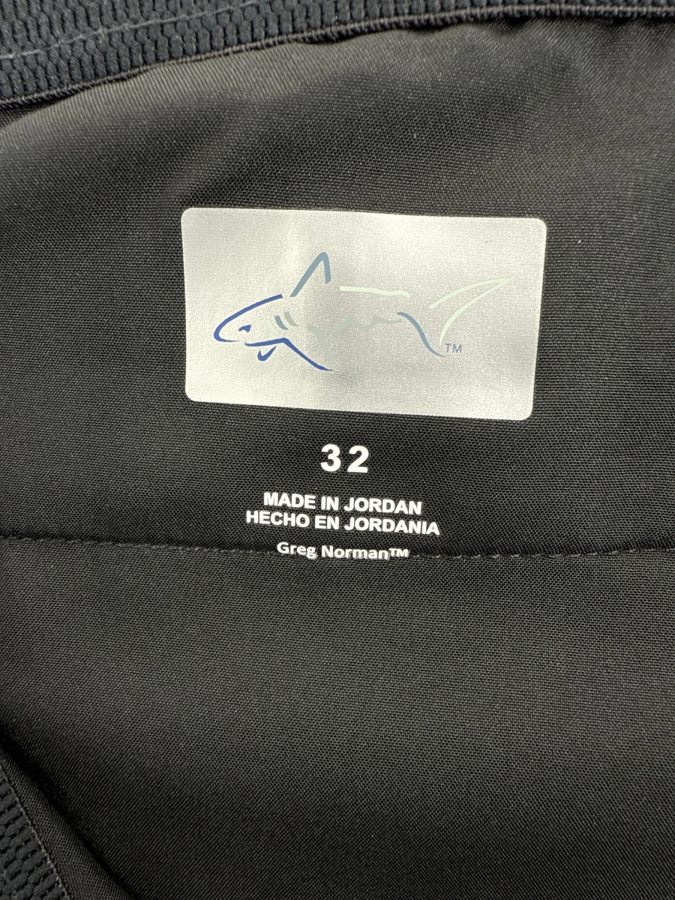 TM
32
MADE IN JORDAN
HECHO EN JORDANIA
Greg Norman™